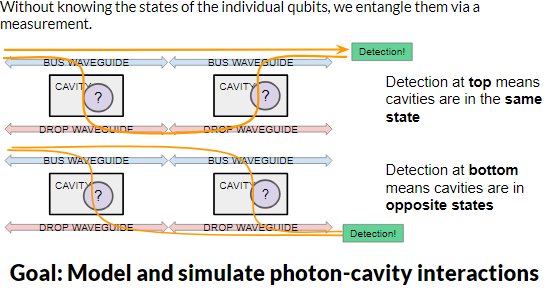 Without knowing the states of the individual qubits, we entangle them via a
measurement.
Detection!
BUS WAVEGUIDE BUS WAVEGUIDE
CAVITY ? CAVITY ?
DROP WAVEGUIDE DROP WAVEGUIDE
Detection at top means
cavities are in the same
state
BUS WAVEGUIDE BUS WAVEGUIDE
CAVITY ? CAVITY ?
DROP WAVEGUIDE DROP WAVEGUIDE
Detection!
Detection at bottom
means cavities are in
opposite states
Goal: Model and simulate photon-cavity interactions